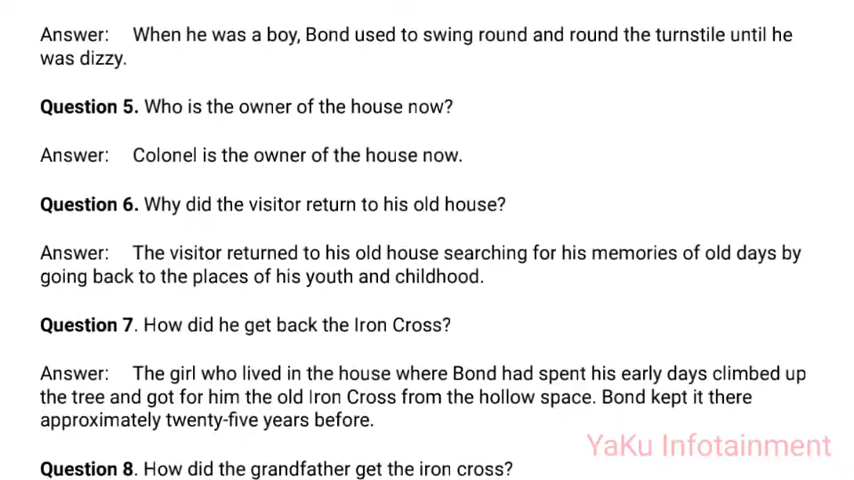 Answer: When he was a boy, Bond used to swing round and round the turnstile until he
was dizzy.
Question 5. Who is the owner of the house now?
Answer: Colonel is the owner of the house now.
Question 6. Why did the visitor return to his old house?
Answer: The visitor returned to his old house searching for his memories of old days by
going back to the places of his youth and childhood.
Question 7. How did he get back the Iron Cross?
Answer: The girl who lived in the house where Bond had spent his early days climbed up
the tree and got for him the old Iron Cross from the hollow space. Bond kept it there
approximately twenty-five years before.
YaKu Infotainment
Question 8. How did the grandfather get the iron cross?